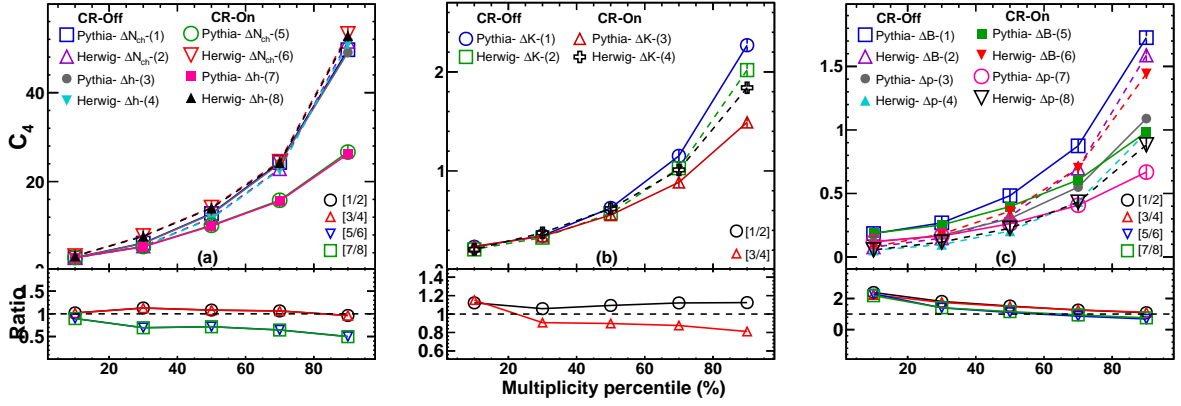 CR-Off CR-On
Pythia- ΔNch-(1) Pythia- ΔNch-(5)
Herwig- ΔNch-(2) Herwig- ΔNch-(6)
Pythia- Δh-(3) Pythia- Δh-(7)
Herwig- Δh-(4) Herwig- Δh-(8)
C4
40
20
0
[1/2]
[3/4]
[5/6]
[7/8]
(a)
Ratio
1.5
1
0.5
20 40 60 80
CR-Off CR-On
Pythia- ΔK-(1) Pythia- ΔK-(3)
Herwig- ΔK-(2) Herwig- ΔK-(4)
2
1
[1/2]
[3/4]
(b)
1.4
1.2
1
0.8
0.6
20 40 60 80
Multiplicity percentile (%)
CR-Off CR-On
Pythia- ΔB-(1) Pythia- ΔB-(5)
Herwig- ΔB-(2) Herwig- ΔB-(6)
Pythia- Δp-(3) Pythia- Δp-(7)
Herwig- Δp-(4) Herwig- Δp-(8)
1.5
1
0.5
0
[1/2]
[3/4]
[5/6]
[7/8]
(c)
2
0
20 40 60 80